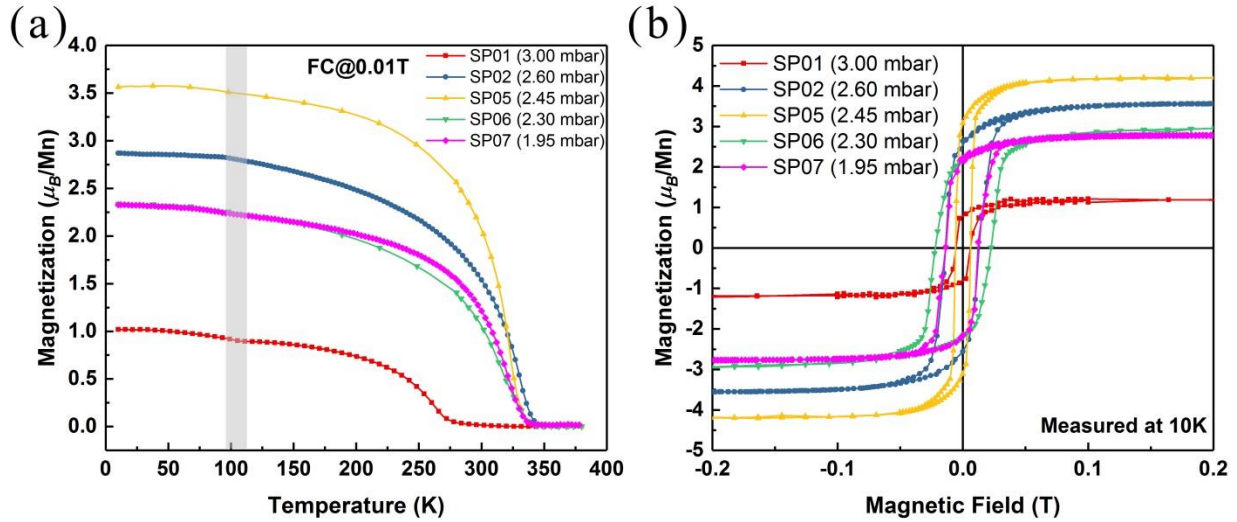 (a)
4.0
3.5
3.0
2.5
2.0
1.5
1.0
0.5
0.0
Magnetization (μB/Mn)
FC@0.01T
SP01 (3.00 mbar)
SP02 (2.60 mbar)
SP05 (2.45 mbar)
SP06 (2.30 mbar)
SP07 (1.95 mbar)
0 50 100 150 200 250 300 350 400
Temperature (K)
(b)
5
4
3
2
1
0
-1
-2
-3
-4
-5
Magnetization (μB/Mn)
SP01 (3.00 mbar)
SP02 (2.60 mbar)
SP05 (2.45 mbar)
SP06 (2.30 mbar)
SP07 (1.95 mbar)
Measured at 10K
-0.2 -0.1 0.0 0.1 0.2
Magnetic Field (T)